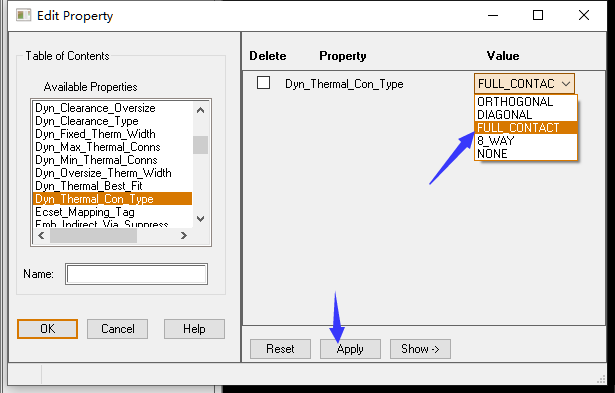 Edit Property
Table of Contents
Available Properties
Dyn_Clearance_Oversize
Dyn_Clearance_Type
Dyn_Fixed_Therm_Width
Dyn_Max_Thermal_Conns
Dyn_Min_Thermal_Conns
Dyn_Oversize_Therm_Width
Dyn_Thermal_Best_Fit
Dyn_Thermal_Con_Type
Ecset_Mapping_Tag
Emb_Indirect_Via_Suppress
Name:
OK
Cancel
Help
Delete
Property
Value
Dyn_Thermal_Con_Type
FULL_CONTAC
ORTHOGONAL
DIAGONAL
FULL_CONTACT
8_WAY
NONE
Reset
Apply
Show ->